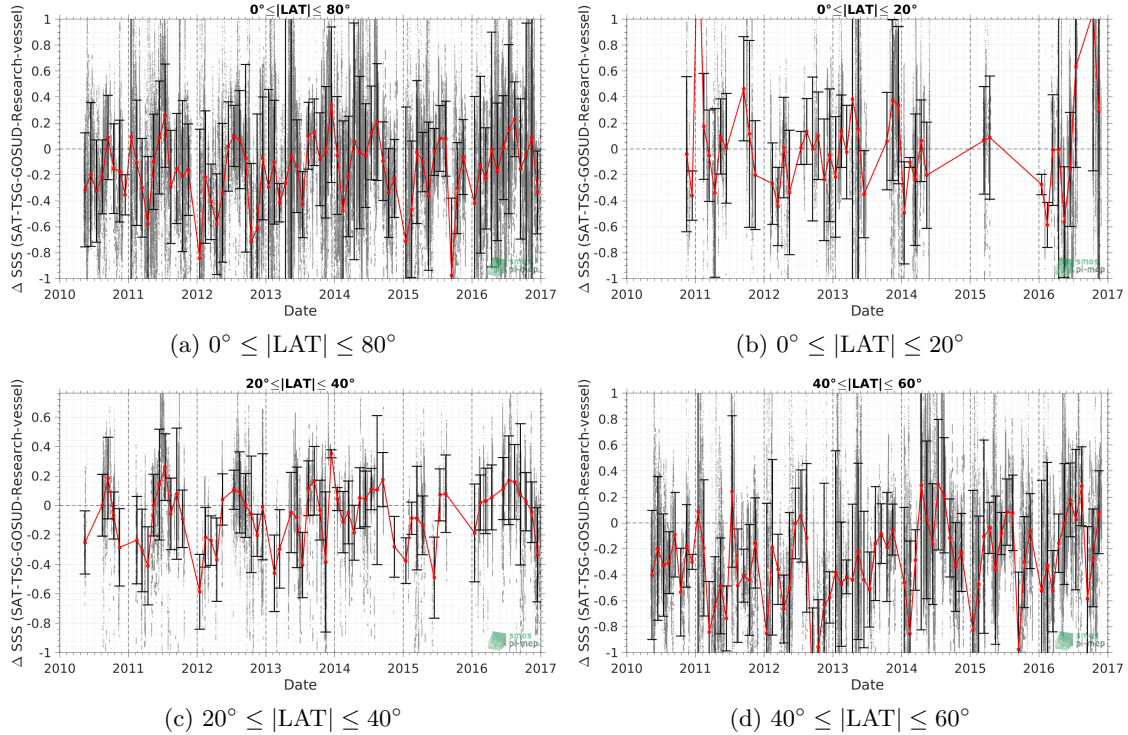 0°≤|LAT|≤ 80°
Δ SSS (SAT-TSG-GOSUD-Research-vessel)
1
0.8
0.6
0.4
0.2
0
-0.2
-0.4
-0.6
-0.8
-1
2010 2011 2012 2013 2014 2015 2016 2017
Date
smos
pi-mep
(a) 0° ≤ |LAT| ≤ 80°
0°≤|LAT|≤ 20°
Δ SSS (SAT-TSG-GOSUD-Research-vessel)
1
0.8
0.6
0.4
0.2
0
-0.2
-0.4
-0.6
-0.8
-1
2010 2011 2012 2013 2014 2015 2016 2017
Date
smos
pi-mep
(b) 0° ≤ |LAT| ≤ 20°
20°≤|LAT|≤ 40°
Δ SSS (SAT-TSG-GOSUD-Research-vessel)
0.6
0.4
0.2
0
-0.2
-0.4
-0.6
-0.8
-1
2010 2011 2012 2013 2014 2015 2016 2017
Date
smos
pi-mep
(c) 20° ≤ |LAT| ≤ 40°
40°≤|LAT|≤ 60°
Δ SSS (SAT-TSG-GOSUD-Research-vessel)
1
0.8
0.6
0.4
0.2
0
-0.2
-0.4
-0.6
-0.8
-1
2010 2011 2012 2013 2014 2015 2016 2017
Date
smos
pi-mep
(d) 40° ≤ |LAT| ≤ 60°